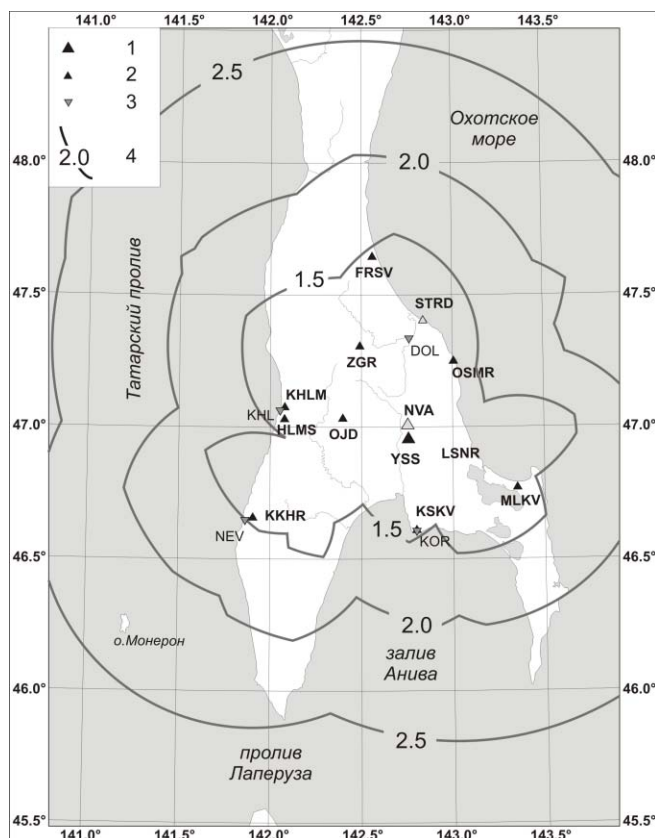 141.0° 142.0° 142.5° 143.0° 143.5°
1
2
3
2.0 4
2.5
Охотское
море
48.0° 48.0°
2.0
Татарский пролив
1.5
FRSV
47.5° 47.5°
STRD
DOL
ZGR
OSMR
KHLM
KHL
HLMS
OJD
NVA
47.0° 47.0°
YSS
LSNR
MLKV
KKHR
KSKV
NEV
1.5
KOR
46.5° 46.5°
2.0
о.Монерон
залив
Анива
46.0° 46.0°
2.5
пролив
Лаперуза
45.5° 45.5°
141.0° 141.5° 142.0° 142.5° 143.0° 143.5°